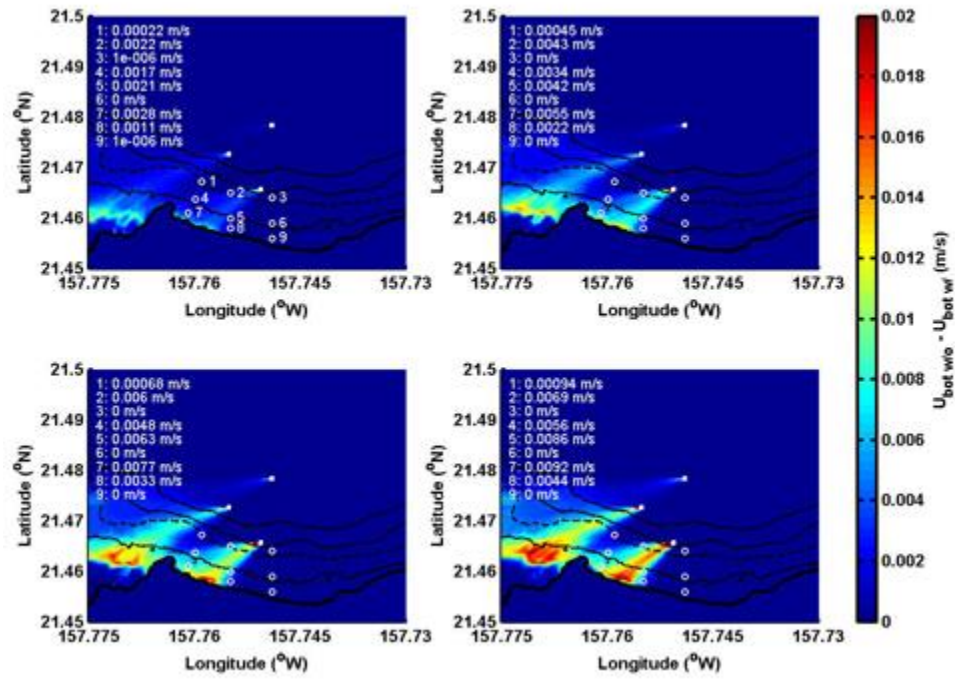 21.5
21.49
21.48
21.47
21.46
21.45
Latitude (°N)
1: 0.00022 m/s
2: 0.0022 m/s
3: 1e-006 m/s
4: 0.0017 m/s
5: 0.0021 m/s
6: 0 m/s
7: 0.0028 m/s
8: 0.0011 m/s
9: 1e-006 m/s
1
2
3
4
5
6
7
8
9
157.775
157.76
157.745
157.73
Longitude (°W)
21.5
21.49
21.48
21.47
21.46
21.45
Latitude (°N)
1: 0.00045 m/s
2: 0.0043 m/s
3: 0 m/s
4: 0.0034 m/s
5: 0.0042 m/s
6: 0 m/s
7: 0.0055 m/s
8: 0.0022 m/s
9: 0 m/s
157.775
157.76
157.745
157.73
Longitude (°W)
21.5
21.49
21.48
21.47
21.46
21.45
Latitude (°N)
1: 0.00068 m/s
2: 0.006 m/s
3: 0 m/s
4: 0.0048 m/s
5: 0.0063 m/s
6: 0 m/s
7: 0.0077 m/s
8: 0.0033 m/s
9: 0 m/s
157.775
157.76
157.745
157.73
Longitude (°W)
21.5
21.49
21.48
21.47
21.46
21.45
Latitude (°N)
1: 0.00094 m/s
2: 0.0069 m/s
3: 0 m/s
4: 0.0056 m/s
5: 0.0086 m/s
6: 0 m/s
7: 0.0092 m/s
8: 0.0044 m/s
9: 0 m/s
157.775
157.76
157.745
157.73
Longitude (°W)
0.02
0.018
0.016
0.014
0.012
0.01
0.008
0.006
0.004
0.002
0
U bot w/o - U bot w/ (m/s)